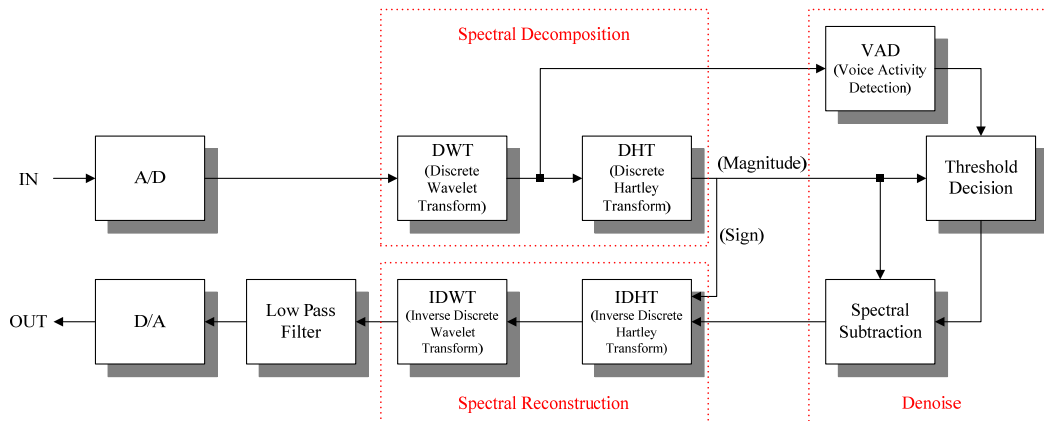 Spectral Decomposition
VAD
(Voice Activity
Detection)
IN
A/D
DWT
(Discrete
Wavelet
Transform)
DHT
(Discrete
Hartley
Transform)
(Magnitude)
Threshold
Decision
(Sign)
OUT
D/A
Low Pass
Filter
IDWT
(Inverse Discrete
Wavelet
Transform)
IDHT
(Inverse Discrete
Hartley
Transform)
Spectral
Subtraction
Spectral Reconstruction
Denoise